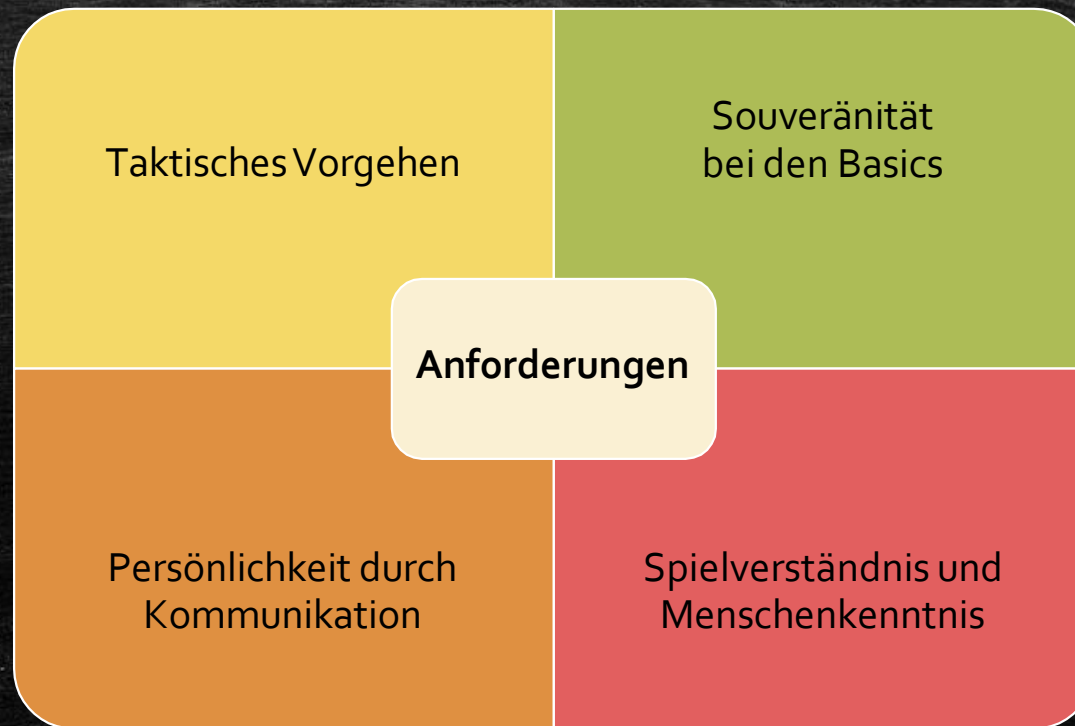 Taktisches Vorgehen
Souveränität
bei den Basics
Anforderungen
Persönlichkeit durch
Kommunikation
Spielverständnis und
Menschenkenntnis